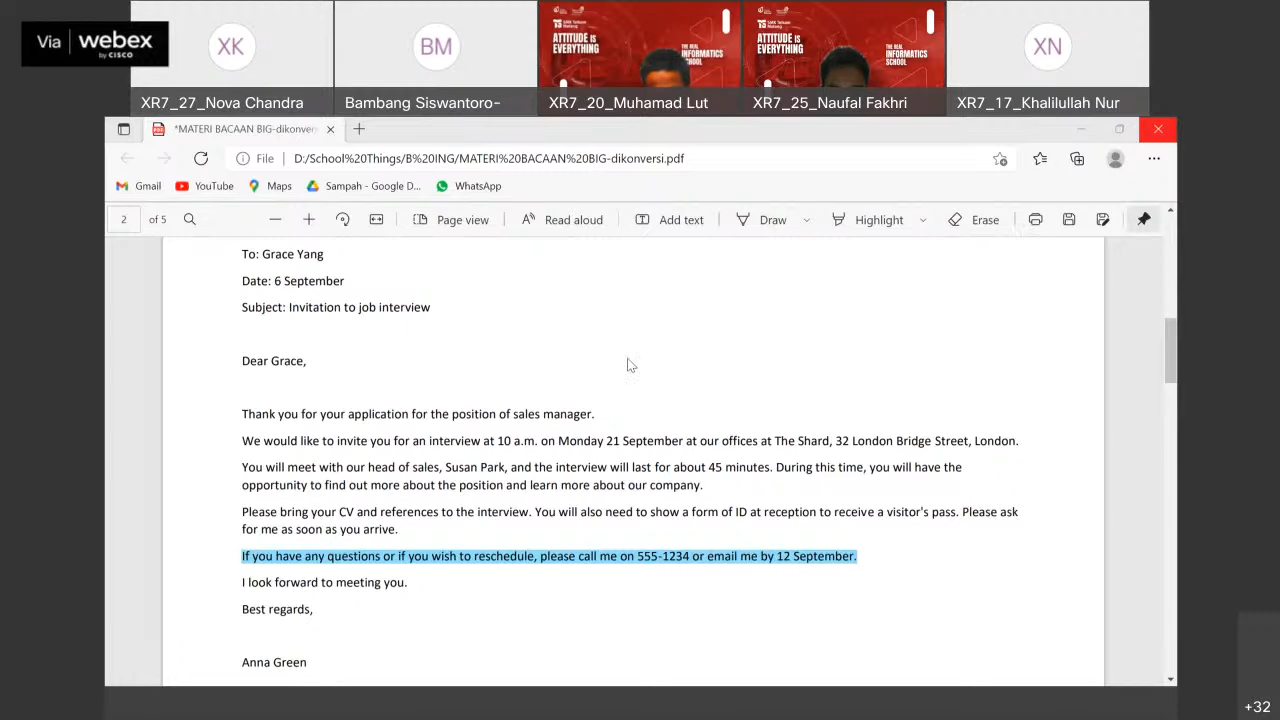 Via webex
by CISCO
XK
BM
ATTITUDE IS
EVERYTHING
THE REAL
INFORMATICS
SCHOOL
ATTITUDE IS
EVERYTHING
THE REAL
INFORMATICS
SCHOOL
XN
XR7_27_Nova Chandra
Bambang Siswantoro-
XR7_20_Muhamad Lut
XR7_25_Naufal Fakhri
XR7_17_Khalilullah Nur
*MATERI BACAAN BIG-dikonver
File D:/School%20Things/B%20ING/MATERI%20BACAAN%20BIG-dikonversi.pdf
Gmail YouTube Maps Sampah - Google D... WhatsApp
2 of 5 Page view Read aloud Add text Draw Highlight Erase
To: Grace Yang
Date: 6 September
Subject: Invitation to job interview
Dear Grace,
Thank you for your application for the position of sales manager.
We would like to invite you for an interview at 10 a.m. on Monday 21 September at our offices at The Shard, 32 London Bridge Street, London.
You will meet with our head of sales, Susan Park, and the interview will last for about 45 minutes. During this time, you will have the
opportunity to find out more about the position and learn more about our company.
Please bring your CV and references to the interview. You will also need to show a form of ID at reception to receive a visitor's pass. Please ask
for me as soon as you arrive.
If you have any questions or if you wish to reschedule, please call me on 555-1234 or email me by 12 September.
I look forward to meeting you.
Best regards,
Anna Green
+32